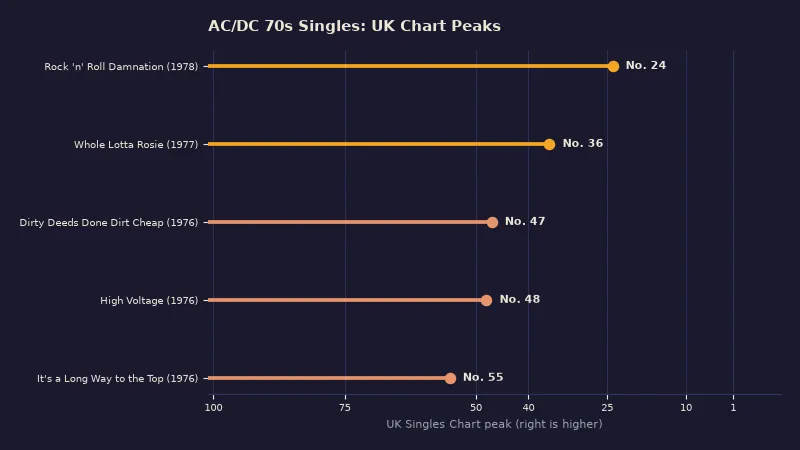 AC/DC 70s Singles: UK Chart Peaks
Rock 'n' Roll Damnation (1978)
No. 24
Whole Lotta Rosie (1977)
No. 36
Dirty Deeds Done Dirt Cheap (1976)
No. 47
High Voltage (1976)
No. 48
It's a Long Way to the Top (1976)
No. 55
100 75 50 40 25 10 1
UK Singles Chart peak (right is higher)